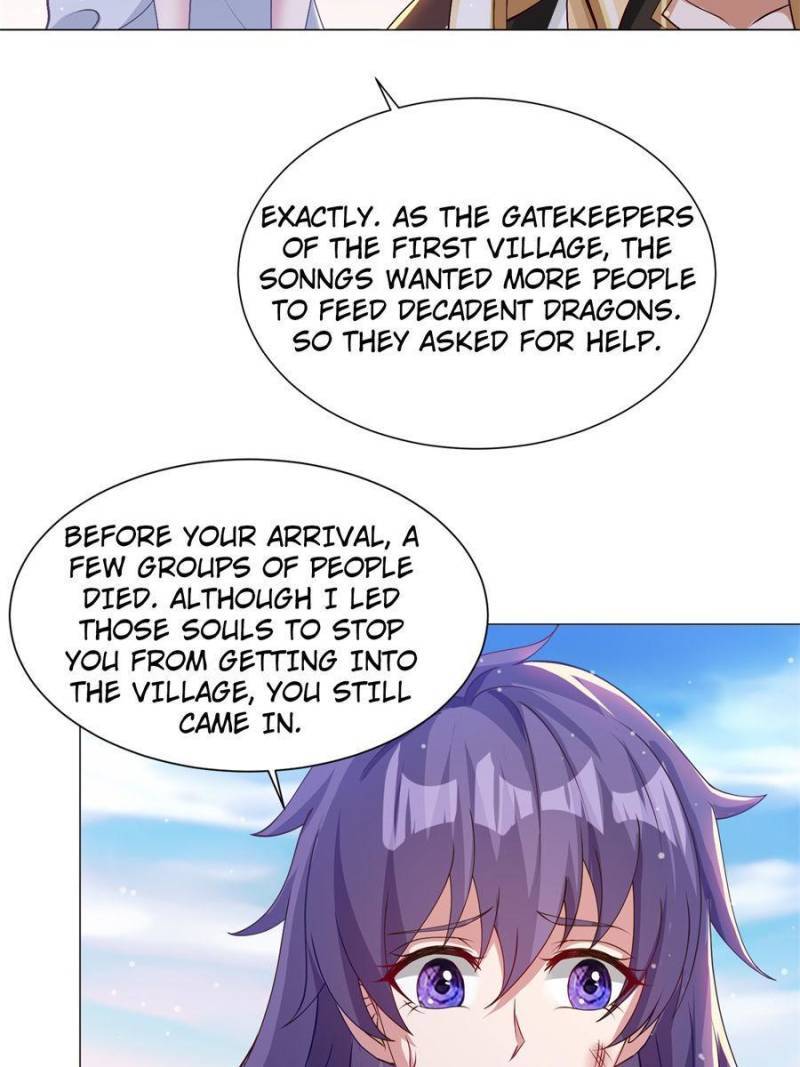 EXACTLY. AS THE GATEKEEPERS
OF THE FIRST VILLAGE, THE
SONNGS WANTED MORE PEOPLE
TO FEED DECADENT DRAGONS.
SO THEY ASKED FOR HELP.
BEFORE YOUR ARRIVAL, A
FEW GROUPS OF PEOPLE
DIED. ALTHOUGH I LED
THOSE SOULS TO STOP
YOU FROM GETTING INTO
THE VILLAGE, YOU STILL
CAME IN.